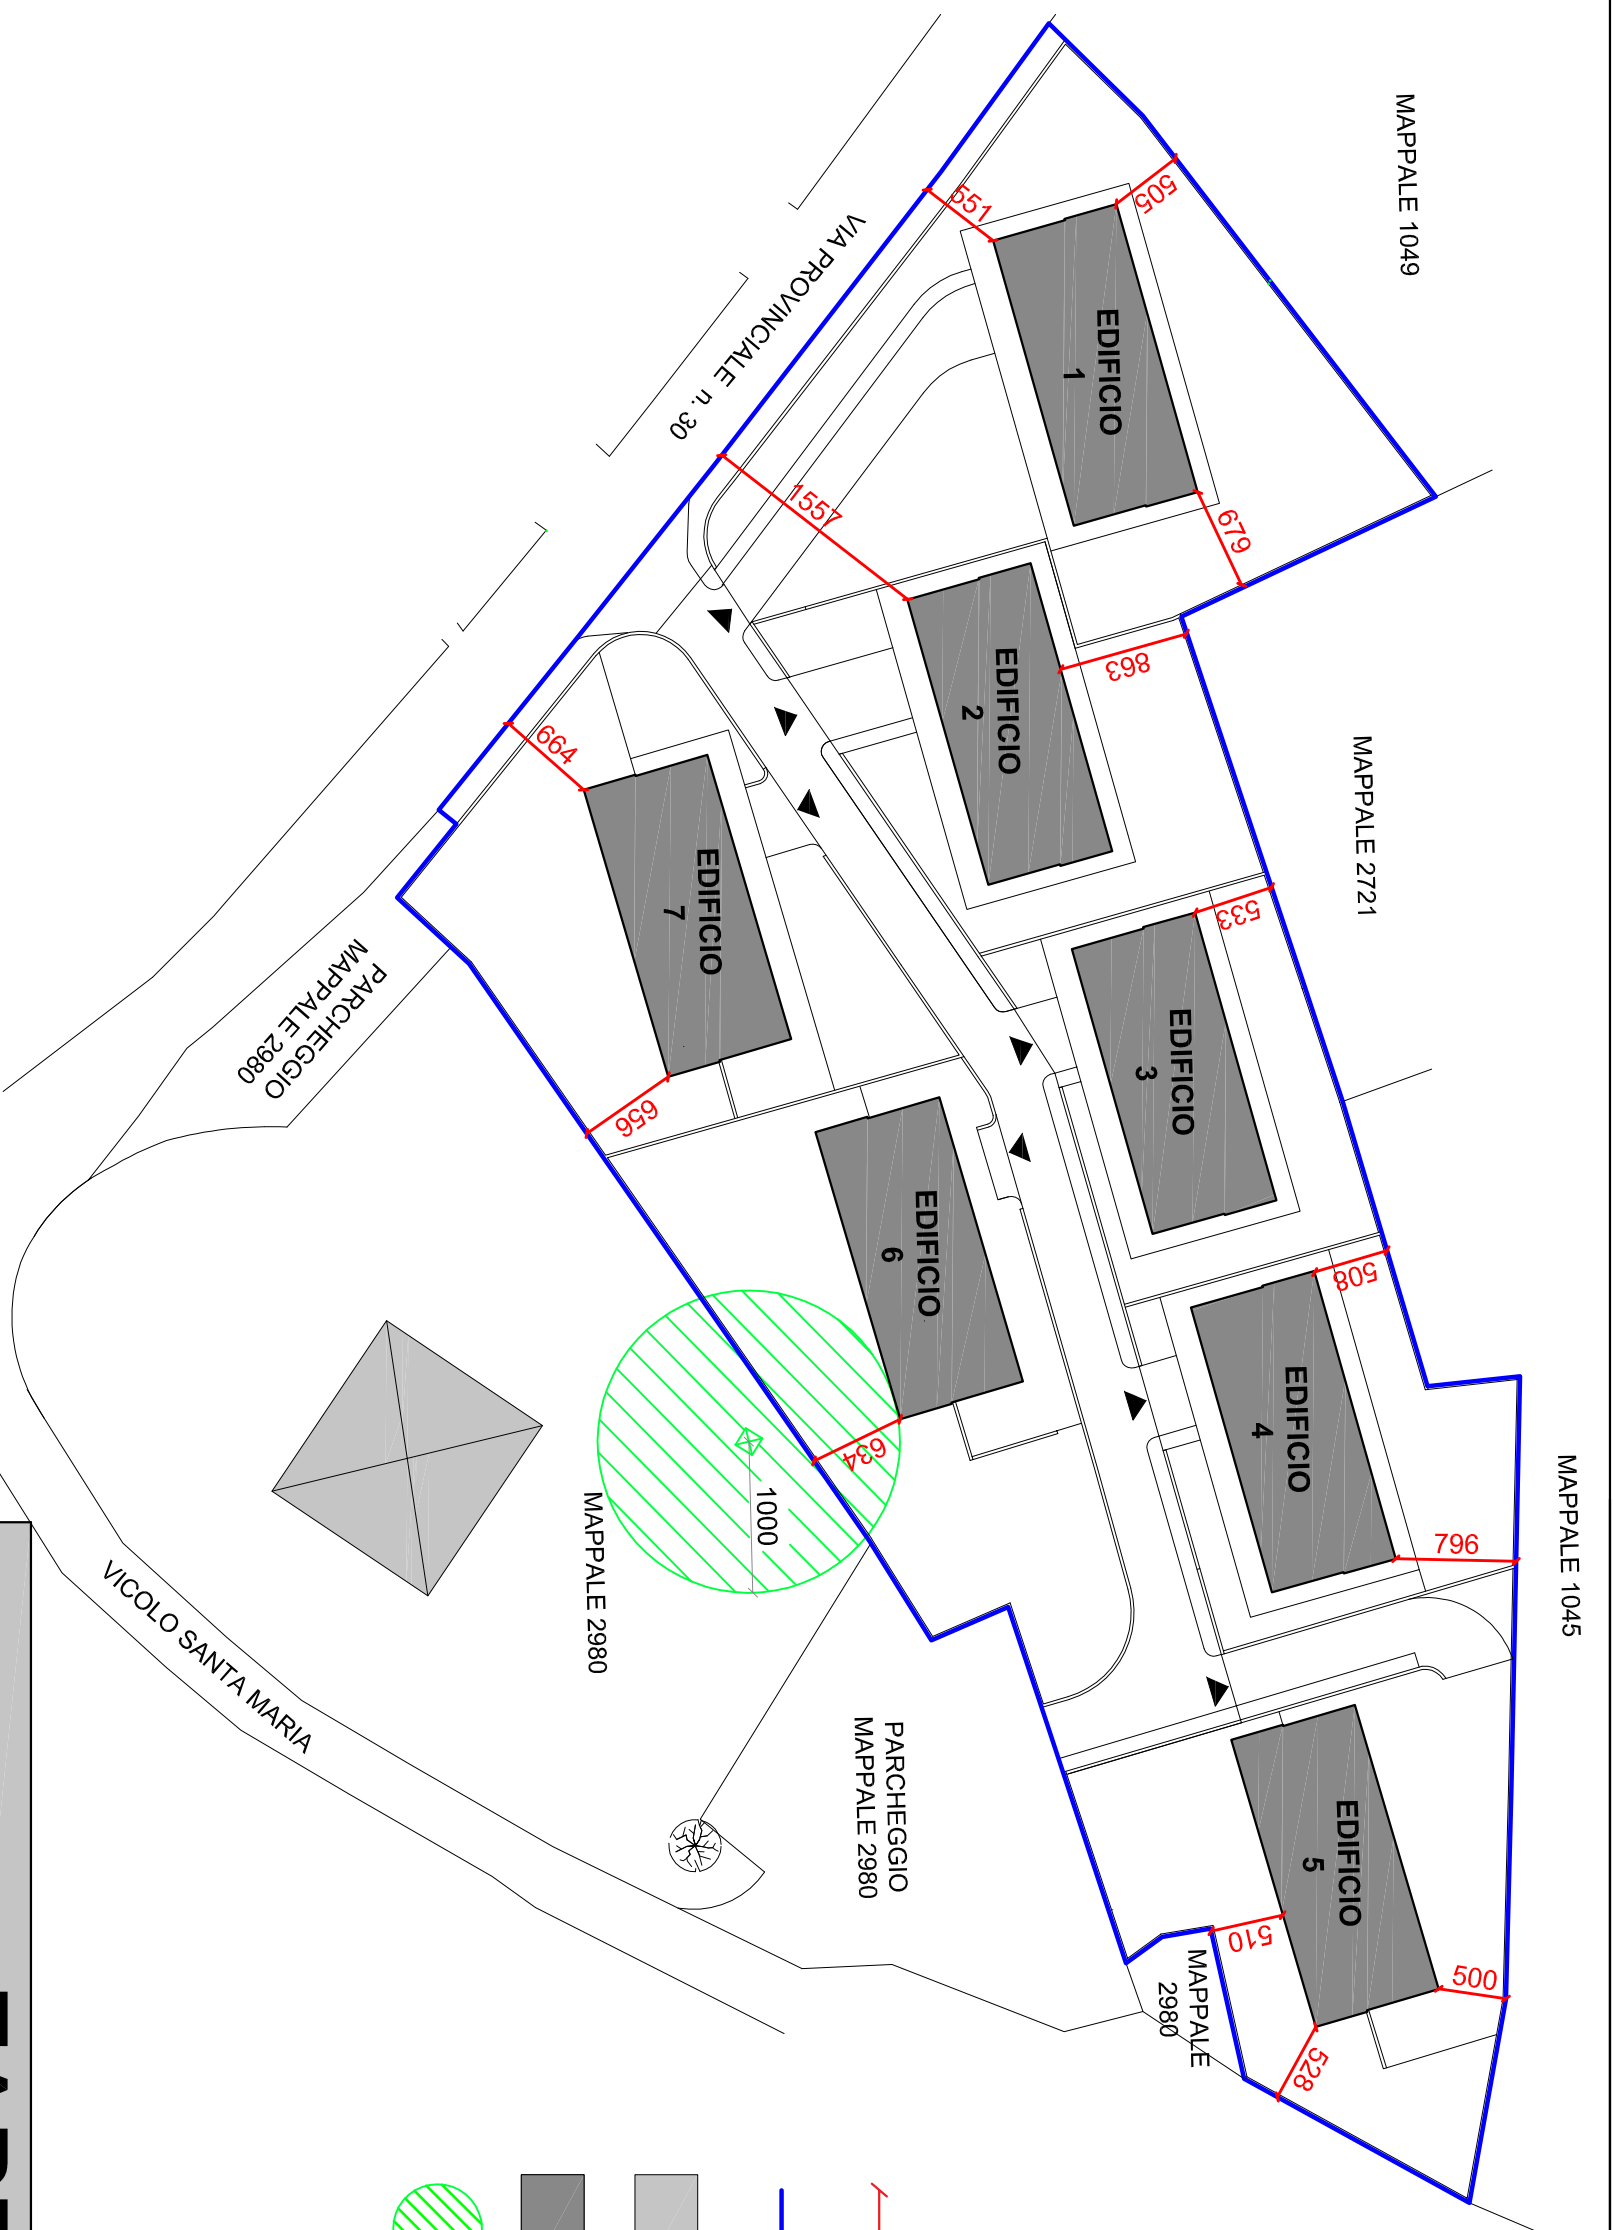 MAPPALE 1049
MAPPALE 2721
MAPPALE 1045
505
551
EDIFICIO
1
679
VIA PROVINCIALE n. 30
1557
EDIFICIO
2
863
533
EDIFICIO
3
508
EDIFICIO
4
796
664
EDIFICIO
7
656
EDIFICIO
6
634
1000
EDIFICIO
5
510
500
528
MAPPALE
2980
PARCHEGGIO
MAPPALE 2980
MAPPALE 2980
PARCHEGGIO
MAPPALE 2980
VICOLO SANTA MARIA